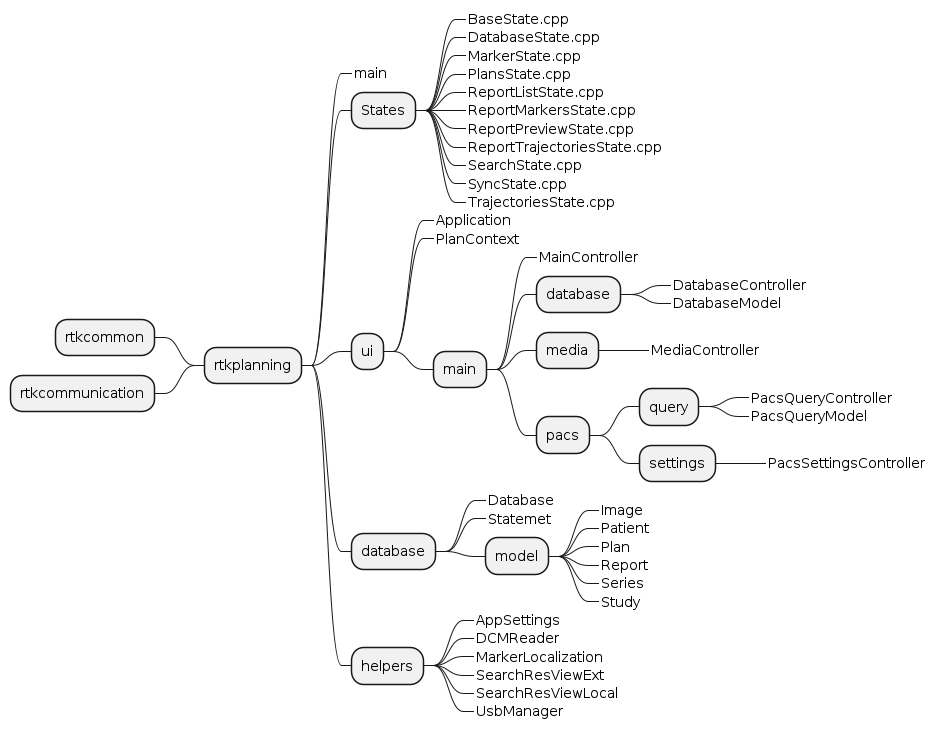 BaseState.cpp
DatabaseState.cpp
MarkerState.cpp
main
PlansState.cpp
ReportListState.cpp
States
ReportMarkersState.cpp
ReportPreviewState.cpp
ReportTrajectoriesState.cpp
SearchState.cpp
SyncState.cpp
TrajectoriesState.cpp
Application
PlanContext
MainController
DatabaseController
database
DatabaseModel
rtkcommon
ui
media
MediaController
rtkplanning
main
rtkcommunication
PacsQueryController
query
PacsQueryModel
pacs
settings
PacsSettingsController
Database
Statemet
Image
Patient
database
Plan
model
Report
Series
Study
AppSettings
DCMReader
MarkerLocalization
helpers
SearchResViewExt
SearchResViewLocal
UsbManager